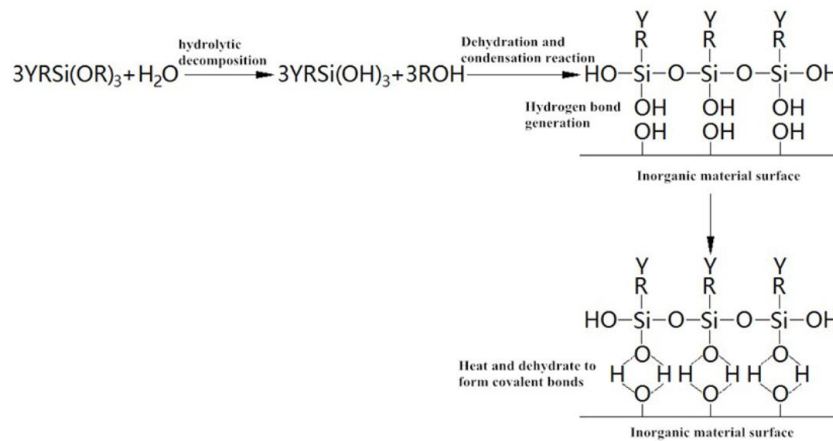 hydrolytic
decomposition
3YRSi(OR)₃+H₂O
3YRSi(OH)₃+3ROH
Dehydration and
condensation reaction
Y Y Y
R R R
HO–Si–O–Si–O–Si–OH
Hydrogen bond
generation
OH OH OH
OH OH OH
Inorganic material surface
Y Y Y
R R R
HO–Si–O–Si–O–Si–OH
O O O
Heat and dehydrate to
form covalent bonds
H H H H H H
O O O
Inorganic material surface